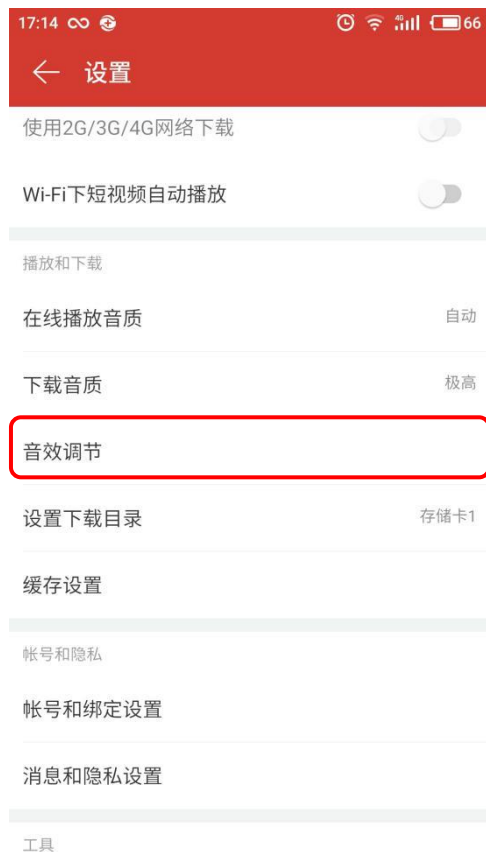 17:14 66
设置
使用2G/3G/4G网络下载
Wi-Fi下短视频自动播放
播放和下载
在线播放音质 自动
下载音质 极高
音效调节
设置下载目录 存储卡1
缓存设置
帐号和隐私
帐号和绑定设置
消息和隐私设置
工具